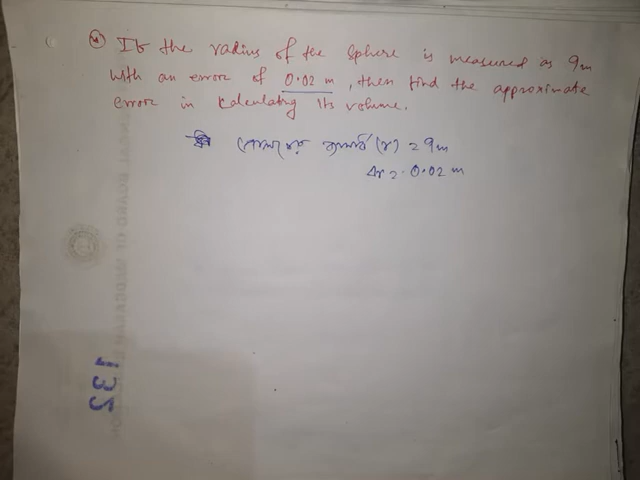 If the radius of the sphere is measured as 9m
with an error of 0.02 m, then find the approximate
error in calculating its volume.
গোলকের ব্যাসার্ধ (r) = 9m
Δr = 0.02 m
132